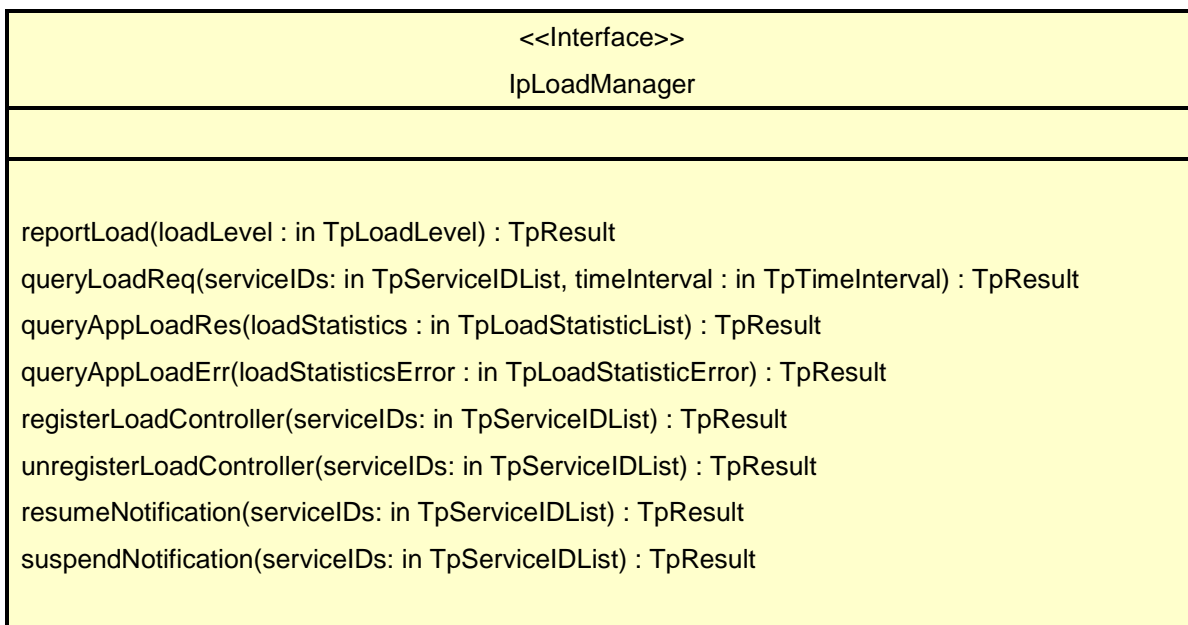 <<Interface>>
IpLoadManager
reportLoad(loadLevel : in TpLoadLevel) : TpResult
queryLoadReq(serviceIDs: in TpServiceIDList, timeInterval : in TpTimeInterval) : TpResult
queryAppLoadRes(loadStatistics : in TpLoadStatisticList) : TpResult
queryAppLoadErr(loadStatisticsError : in TpLoadStatisticError) : TpResult
registerLoadController(serviceIDs: in TpServiceIDList) : TpResult
unregisterLoadController(serviceIDs: in TpServiceIDList) : TpResult
resumeNotification(serviceIDs: in TpServiceIDList) : TpResult
suspendNotification(serviceIDs: in TpServiceIDList) : TpResult